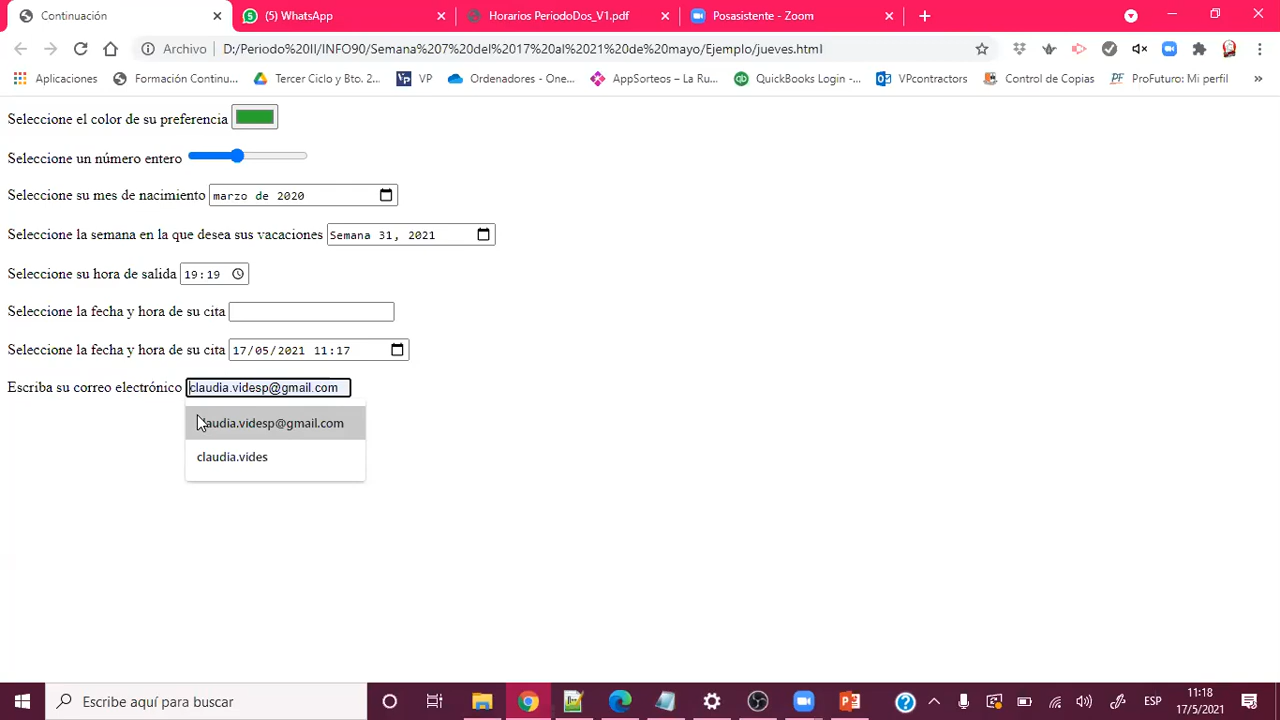 Continuación
(5) WhatsApp
Horarios PeriodoDos_V1.pdf
Posasistente - Zoom
Archivo
D:/Periodo%20II/INFO90/Semana%207%20del%2017%20al%2021%20de%20mayo/Ejemplo/jueves.html
Aplicaciones
Formación Continu...
Tercer Ciclo y Bto. 2...
VP
Ordenadores - One...
AppSorteos – La Ru...
QuickBooks Login -...
VPcontractors
Control de Copias
PF ProFuturo: Mi perfil
»
Seleccione el color de su preferencia
Seleccione un número entero
Seleccione su mes de nacimiento marzo de 2020
Seleccione la semana en la que desea sus vacaciones Semana 31, 2021
Seleccione su hora de salida 19:19
Seleccione la fecha y hora de su cita
Seleccione la fecha y hora de su cita 17/05/2021 11:17
Escriba su correo electrónico claudia.videsp@gmail.com
claudia.videsp@gmail.com
claudia.vides
Escribe aquí para buscar
ESP
11:18
17/5/2021